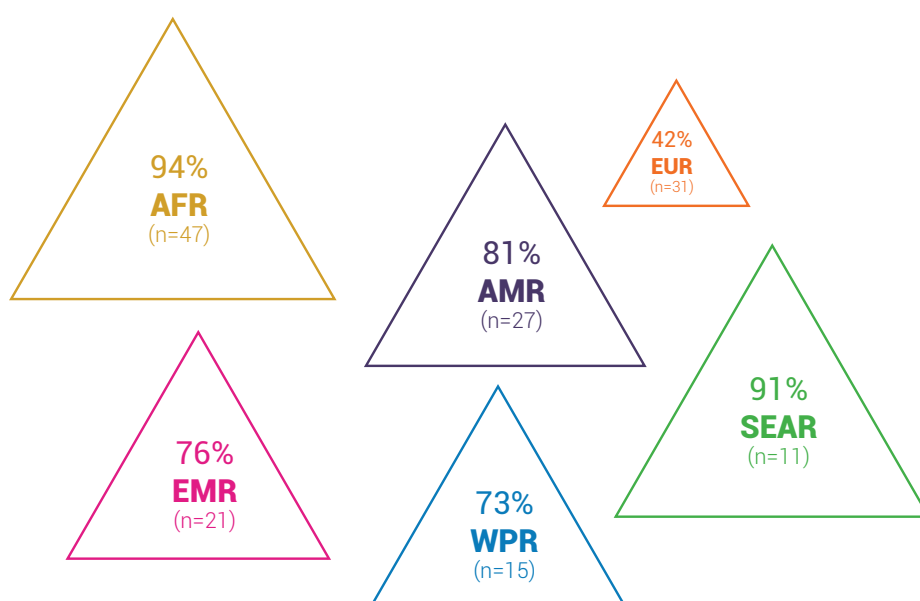 94%
AFR
(n=47)
42%
EUR
(n=31)
81%
AMR
(n=27)
91%
SEAR
(n=11)
76%
EMR
(n=21)
73%
WPR
(n=15)